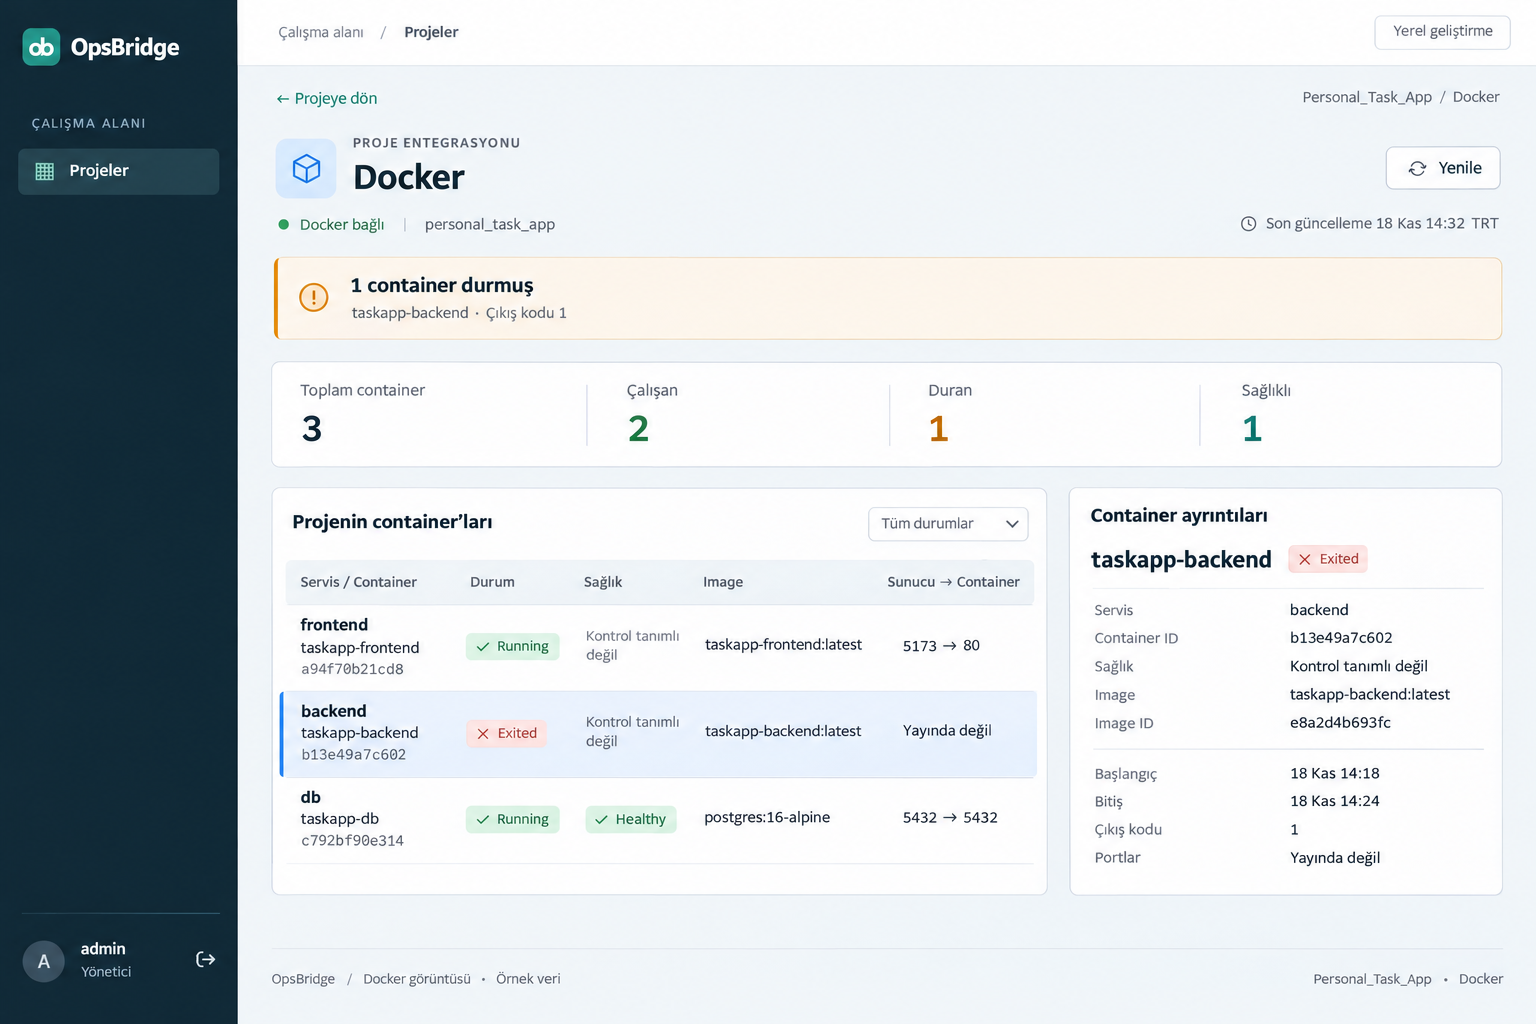 ob OpsBridge
ÇALIŞMA ALANI
Projeler
A
admin
Yönetici
Çalışma alanı / Projeler
Yerel geliştirme
← Projeye dön
Personal_Task_App / Docker
PROJE ENTEGRASYONU
Docker
Yenile
Docker bağlı | personal_task_app
Son güncelleme 18 Kas 14:32 TRT
1 container durmuş
taskapp-backend · Çıkış kodu 1
Toplam container
3
Çalışan
2
Duran
1
Sağlıklı
1
Projenin container’ları
Tüm durumlar
Servis / Container Durum Sağlık Image Sunucu → Container
frontend
taskapp-frontend
a94f70b21cd8
Running
Kontrol tanımlı
değil
taskapp-frontend:latest
5173 → 80
backend
taskapp-backend
b13e49a7c602
Exited
Kontrol tanımlı
değil
taskapp-backend:latest
Yayında değil
db
taskapp-db
c792bf90e314
Running
Healthy
postgres:16-alpine
5432 → 5432
Container ayrıntıları
taskapp-backend Exited
Servis backend
Container ID b13e49a7c602
Sağlık Kontrol tanımlı değil
Image taskapp-backend:latest
Image ID e8a2d4b693fc
Başlangıç 18 Kas 14:18
Bitiş 18 Kas 14:24
Çıkış kodu 1
Portlar Yayında değil
OpsBridge / Docker görüntüsü • Örnek veri
Personal_Task_App • Docker